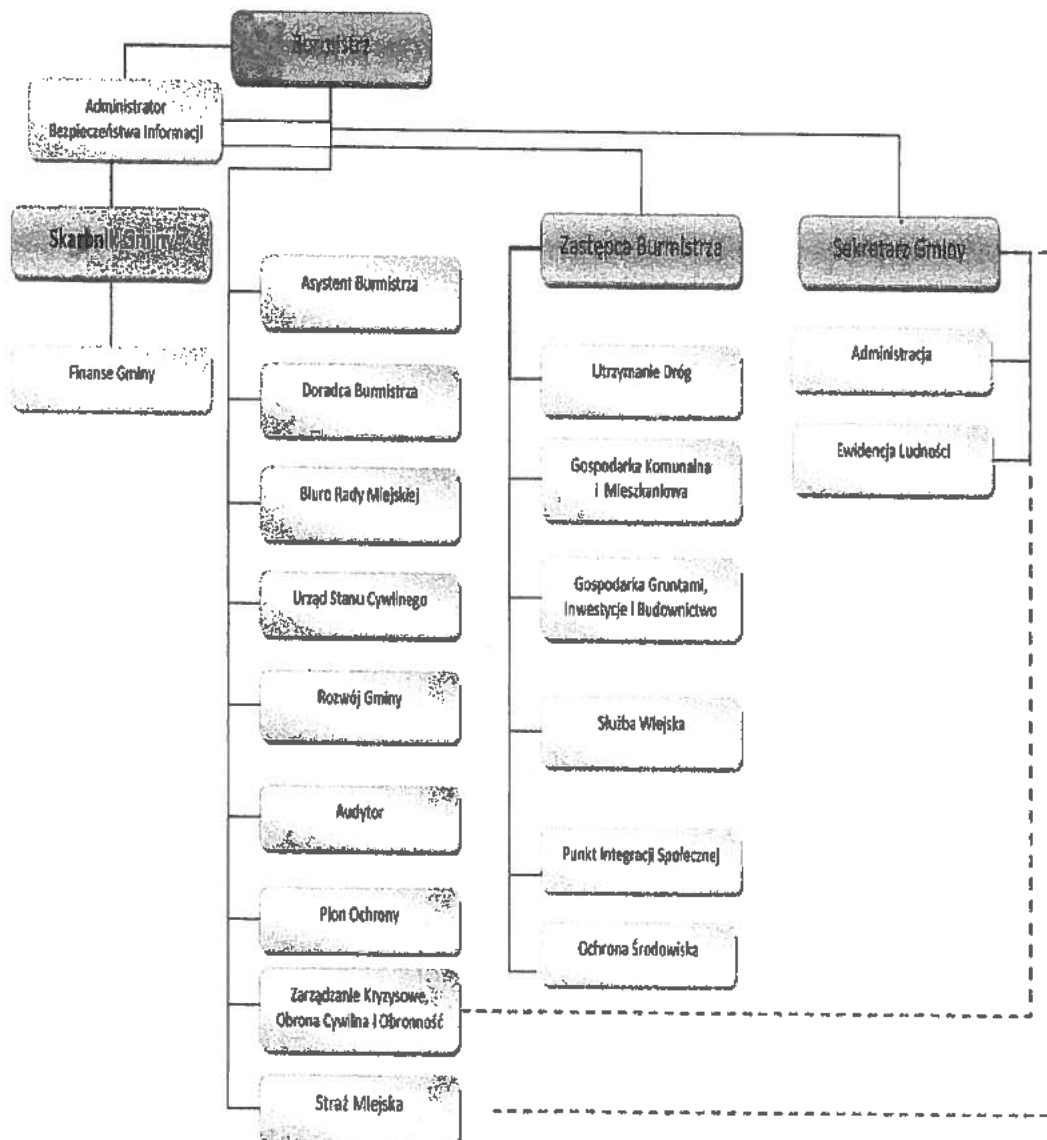 Burmistrz
Administrator
Bezpieczeństwa Informacji
Skarbnik Gminy
Zastępca Burmistrza
Sekretarz Gminy
Finanse Gminy
Asystent Burmistrza
Doradca Burmistrza
Biuro Rady Miejskiej
Urząd Stanu Cywilnego
Rozwój Gminy
Audytor
Pion Ochrony
Zarządzanie Kryzysowe,
Obrona Cywilna i Obronność
Straż Miejska
Utrzymanie Dróg
Gospodarka Komunalna
i Mieszkaniowa
Gospodarka Gruntami,
Inwestycje i Budownictwo
Służba Wiejska
Punkt Integracji Społecznej
Ochrona Środowiska
Administracja
Ewidencja Ludności